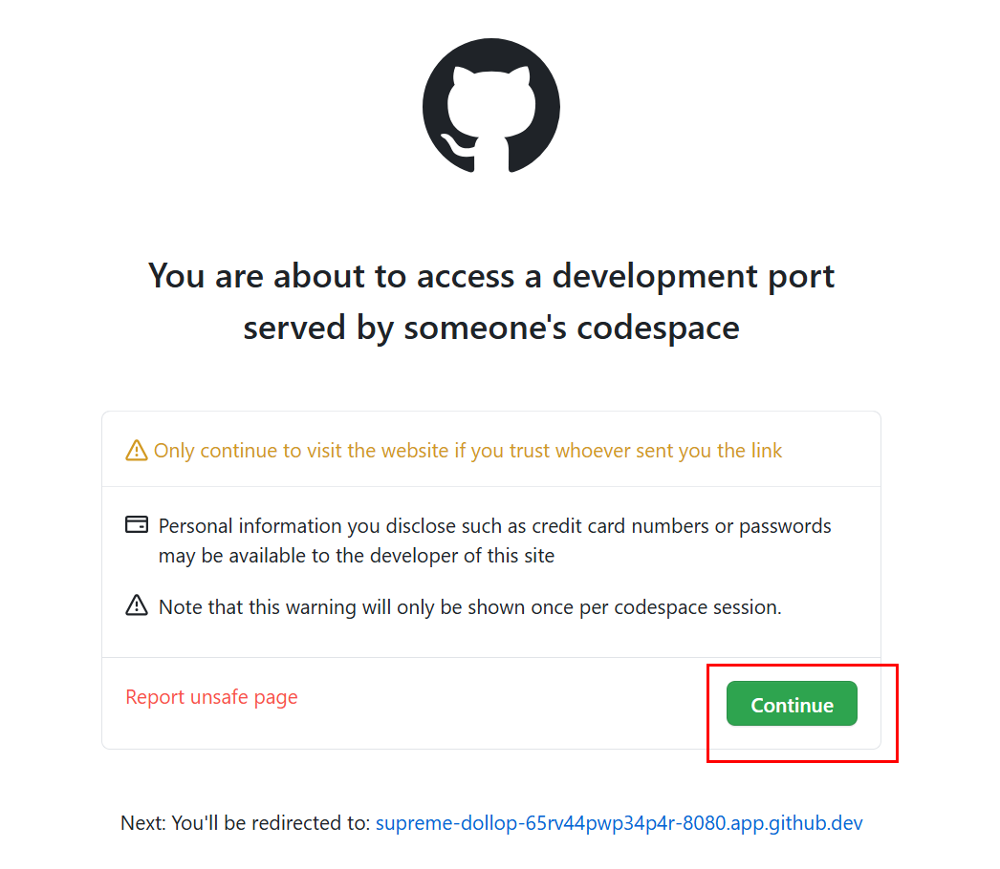 You are about to access a development port
served by someone's codespace
Only continue to visit the website if you trust whoever sent you the link
Personal information you disclose such as credit card numbers or passwords
may be available to the developer of this site
Note that this warning will only be shown once per codespace session.
Report unsafe page
Continue
Next: You'll be redirected to: supreme-dollop-65rv44pwp34p4r-8080.app.github.dev